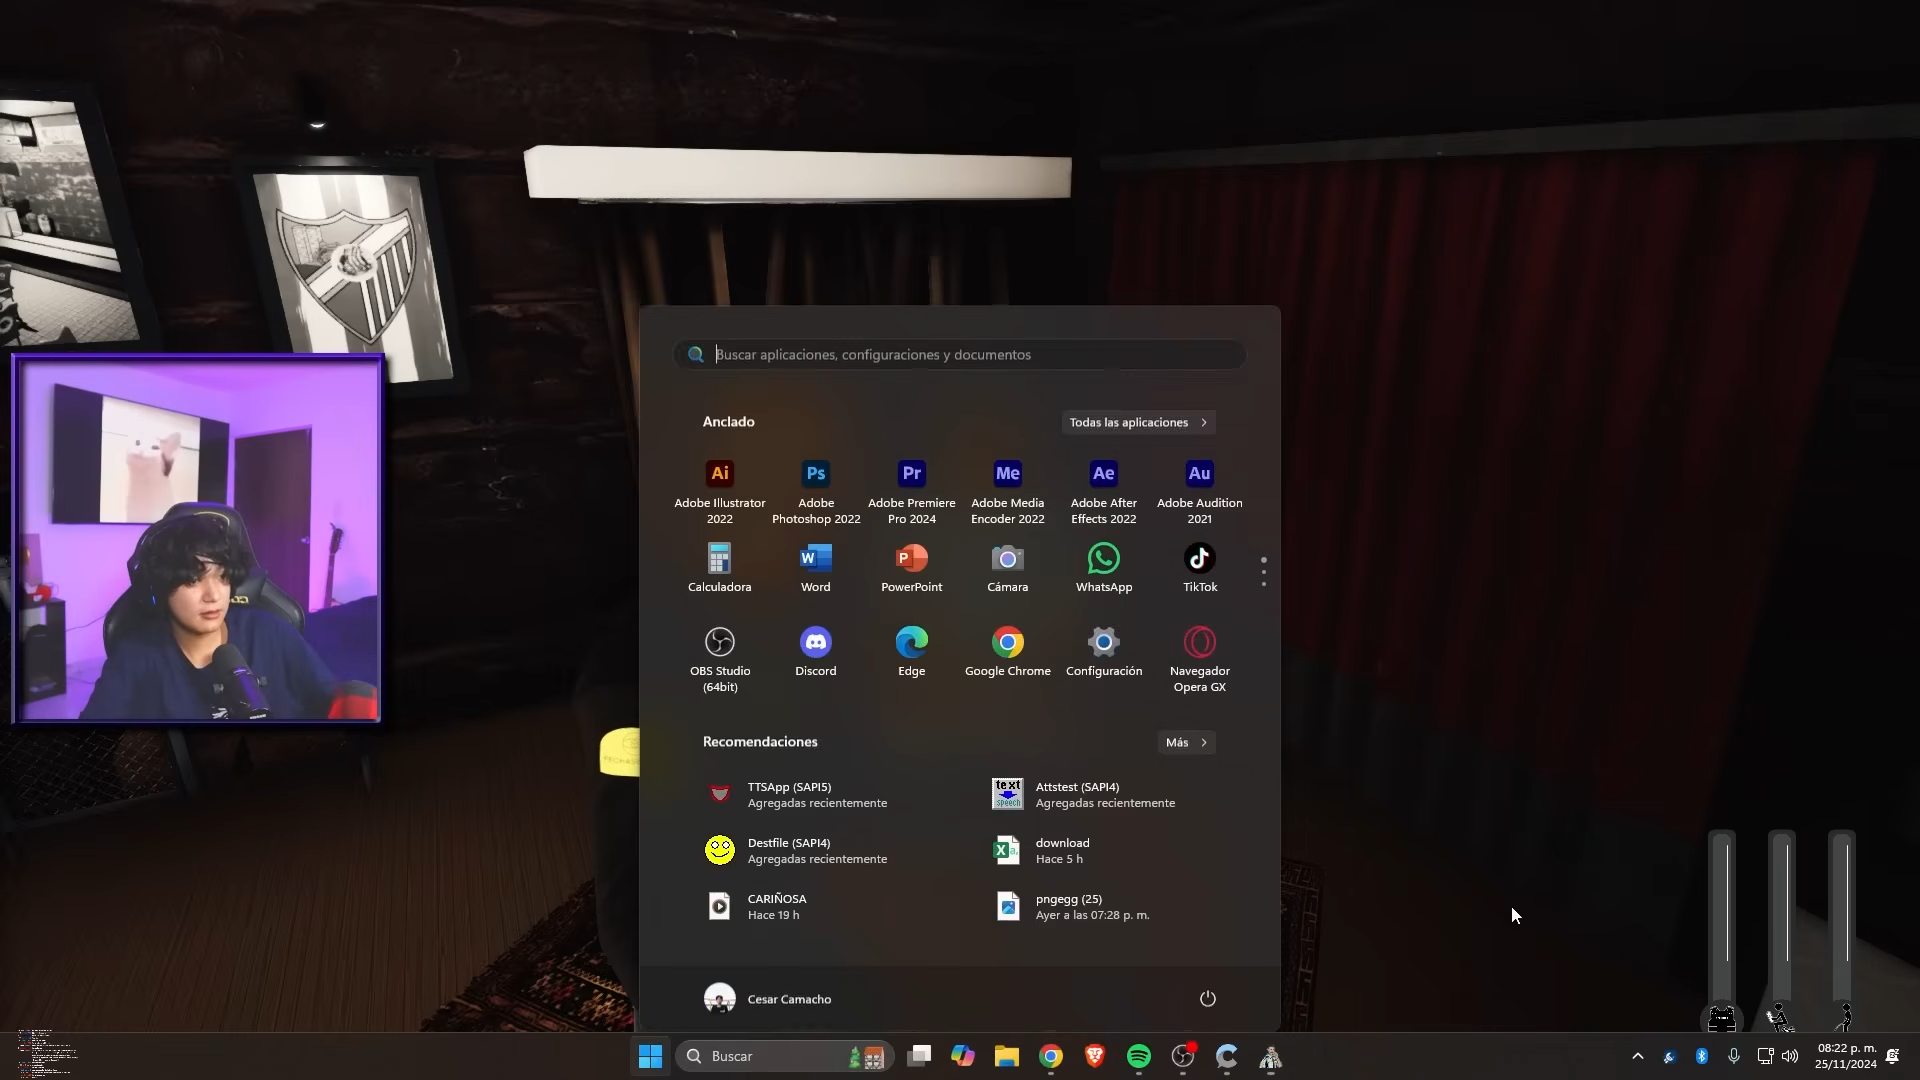 Buscar aplicaciones, configuraciones y documentos
Anclado
Todas las aplicaciones
Ai
Ps
Pr
Me
Ae
Au
Adobe Illustrator 2022
Adobe Photoshop 2022
Adobe Premiere Pro 2024
Adobe Media Encoder 2022
Adobe After Effects 2022
Adobe Audition 2021
Calculadora
Word
PowerPoint
Cámara
WhatsApp
TikTok
OBS Studio (64bit)
Discord
Edge
Google Chrome
Configuración
Navegador Opera GX
Recomendaciones
Más
TTSApp (SAPI5)
Agregadas recientemente
text speech
Attstest (SAPI4)
Agregadas recientemente
Destfile (SAPI4)
Agregadas recientemente
download
Hace 5 h
CARIÑOSA
Hace 19 h
pngegg (25)
Ayer a las 07:28 p. m.
Cesar Camacho
Buscar
08:22 p. m.
25/11/2024